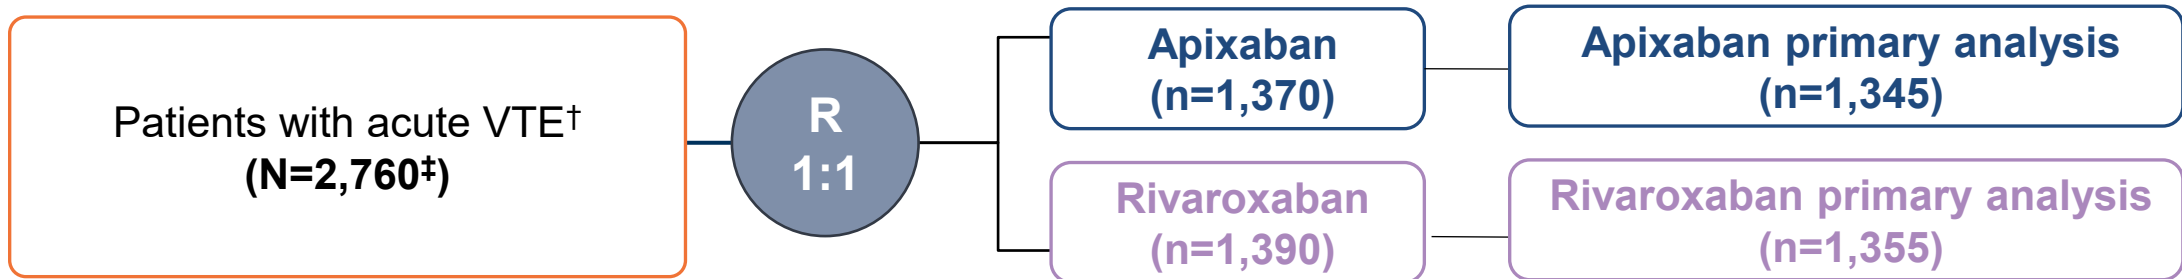 Patients with acute VTE†
(N=2,760‡)
R
1:1
Apixaban
(n=1,370)
Apixaban primary analysis
(n=1,345)
Rivaroxaban
(n=1,390)
Rivaroxaban primary analysis
(n=1,355)